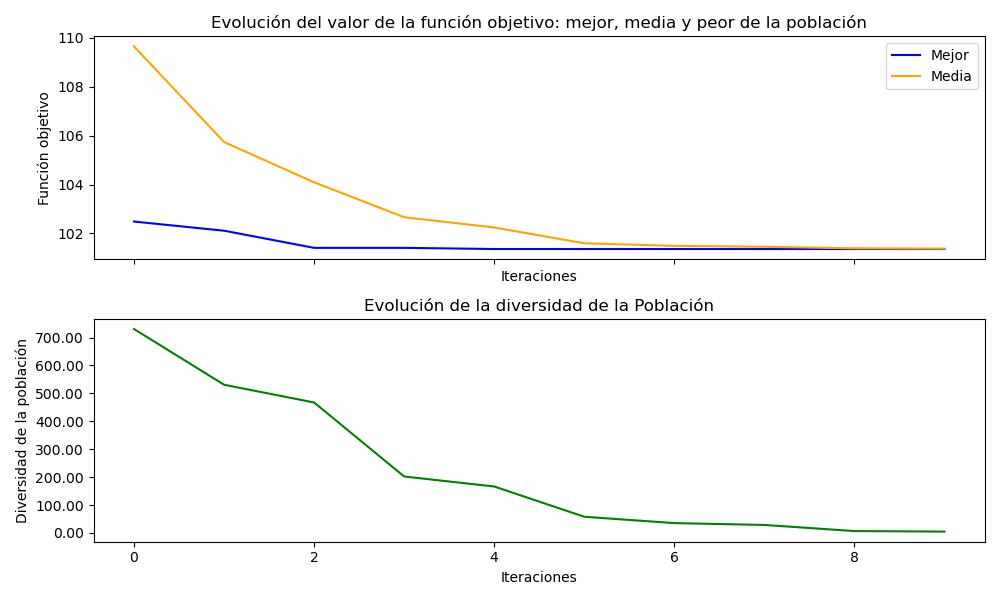 Evolución del valor de la función objetivo: mejor, media y peor de la población
Función objetivo
110
108
106
104
102
Mejor
Media
Iteraciones
Evolución de la diversidad de la Población
Diversidad de la población
700.00
600.00
500.00
400.00
300.00
200.00
100.00
0.00
0 2 4 6 8
Iteraciones